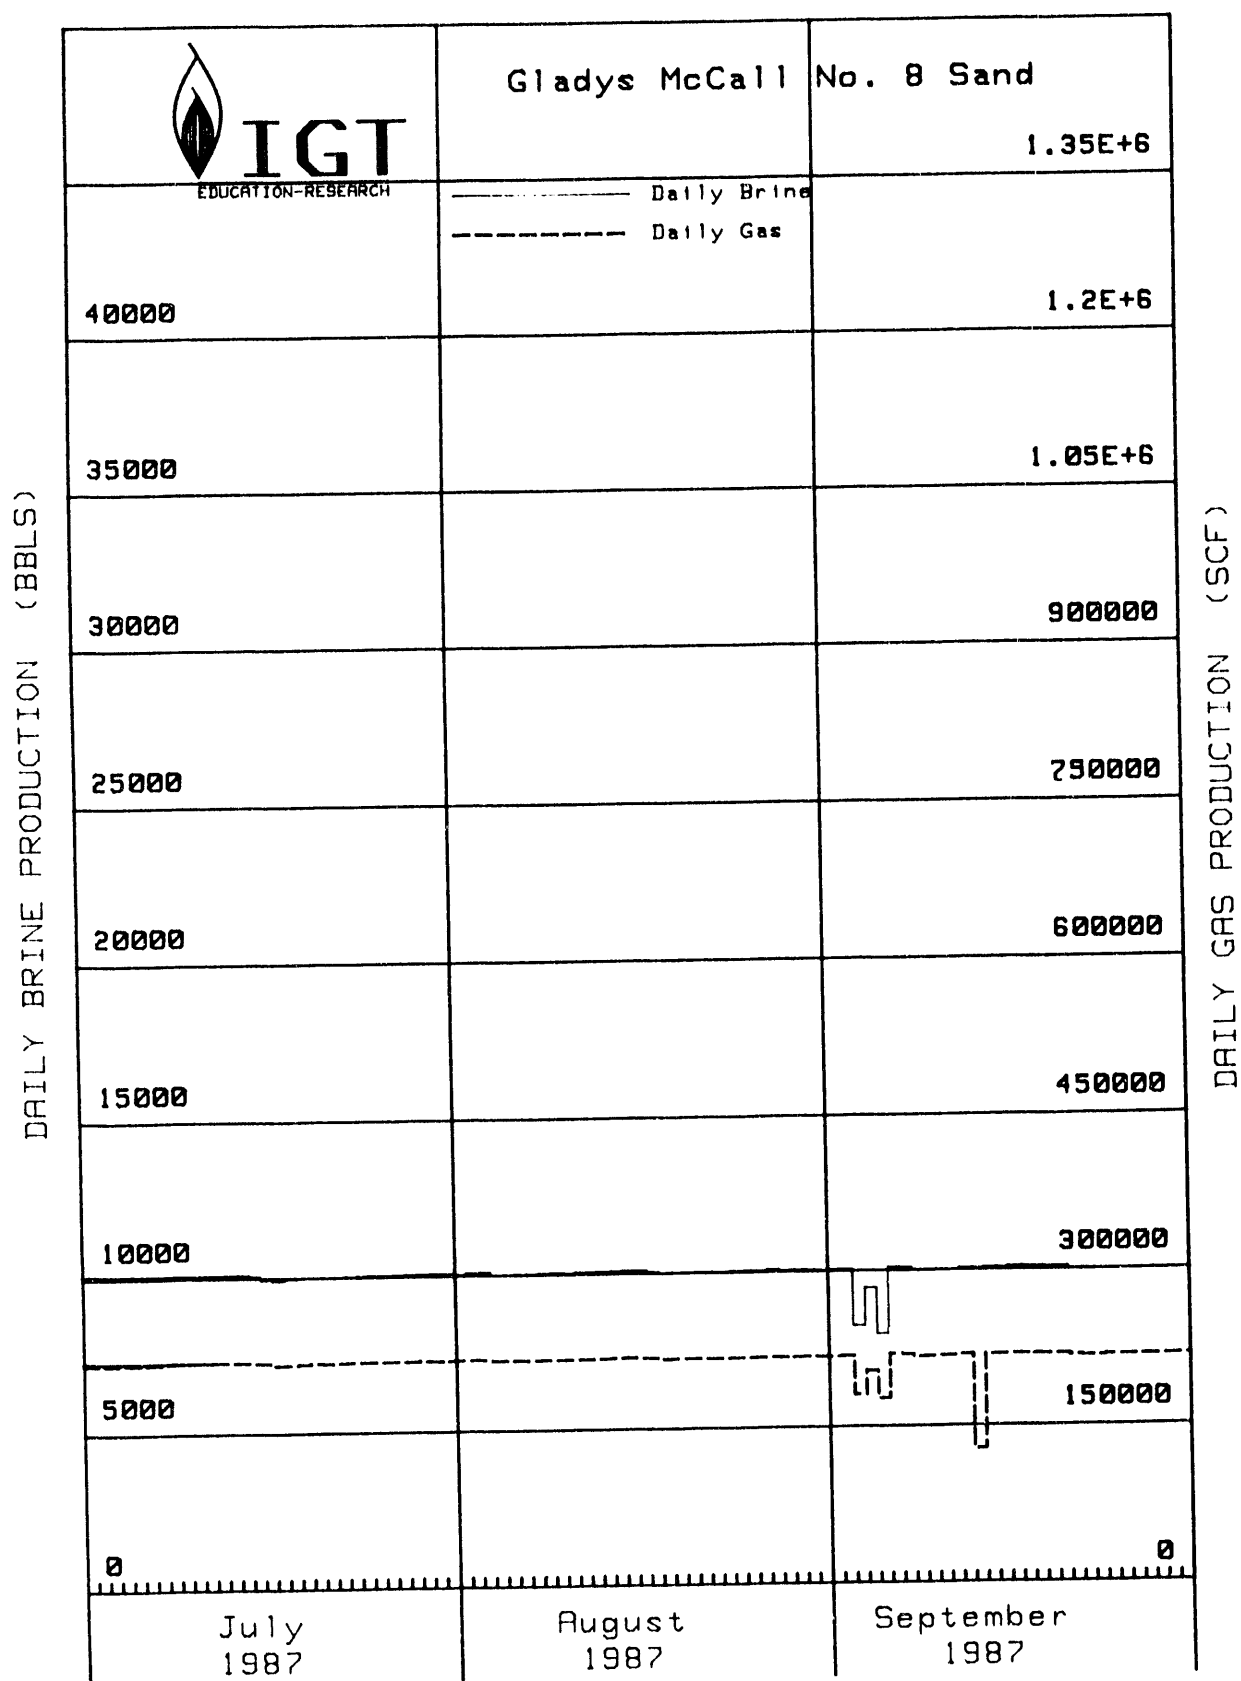 Gladys McCall No. 8 Sand
IGT
EDUCATION-RESEARCH
Daily Brine
Daily Gas
1.35E+6
40000
1.2E+6
35000
1.05E+6
30000
900000
25000
750000
20000
600000
15000
450000
10000
300000
5000
150000
0
0
DAILY BRINE PRODUCTION (BBLS)
DAILY GAS PRODUCTION (SCF)
July
1987
August
1987
September
1987